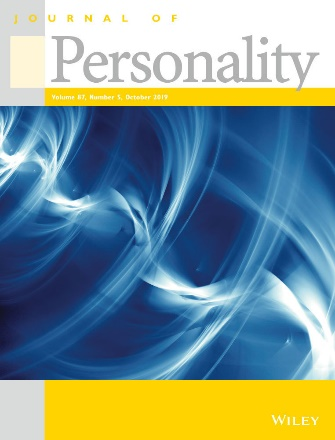 JOURNAL OF
Personality
Volume 87, Number 5, October 2019
WILEY